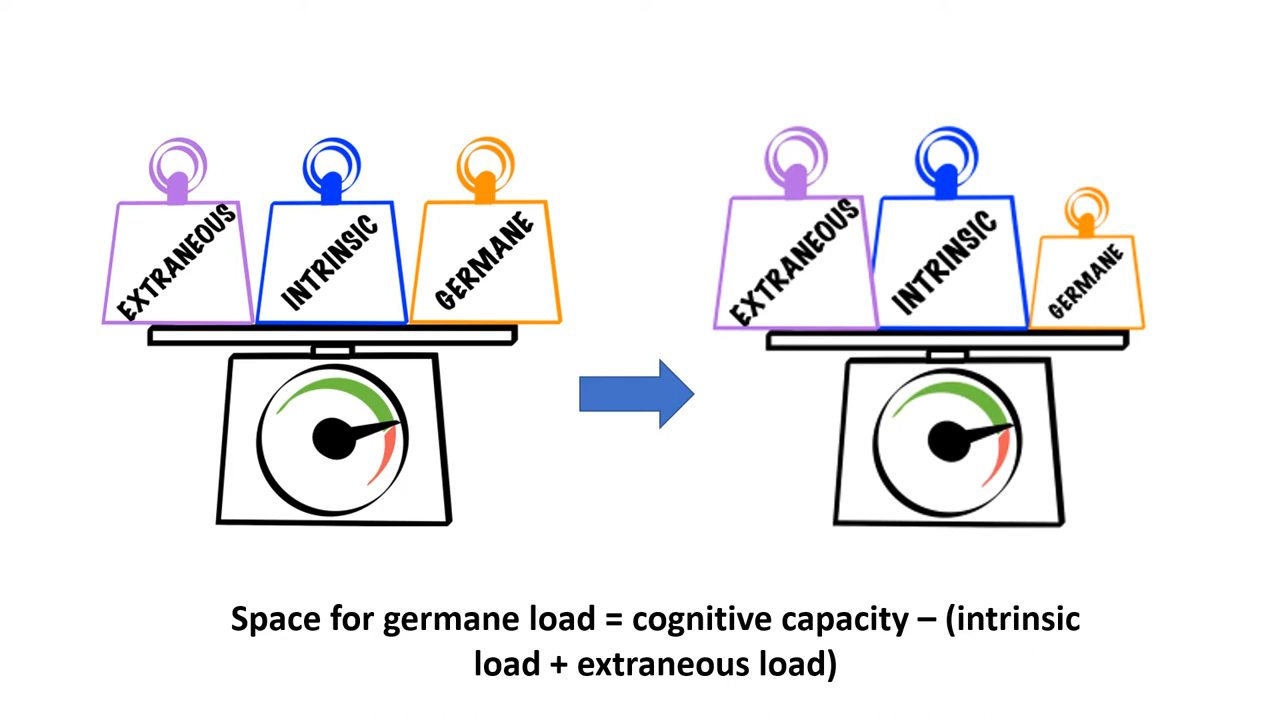 EXTRANEOUS
INTRINSIC
GERMANE
EXTRANEOUS
INTRINSIC
GERMANE
Space for germane load = cognitive capacity – (intrinsic
load + extraneous load)